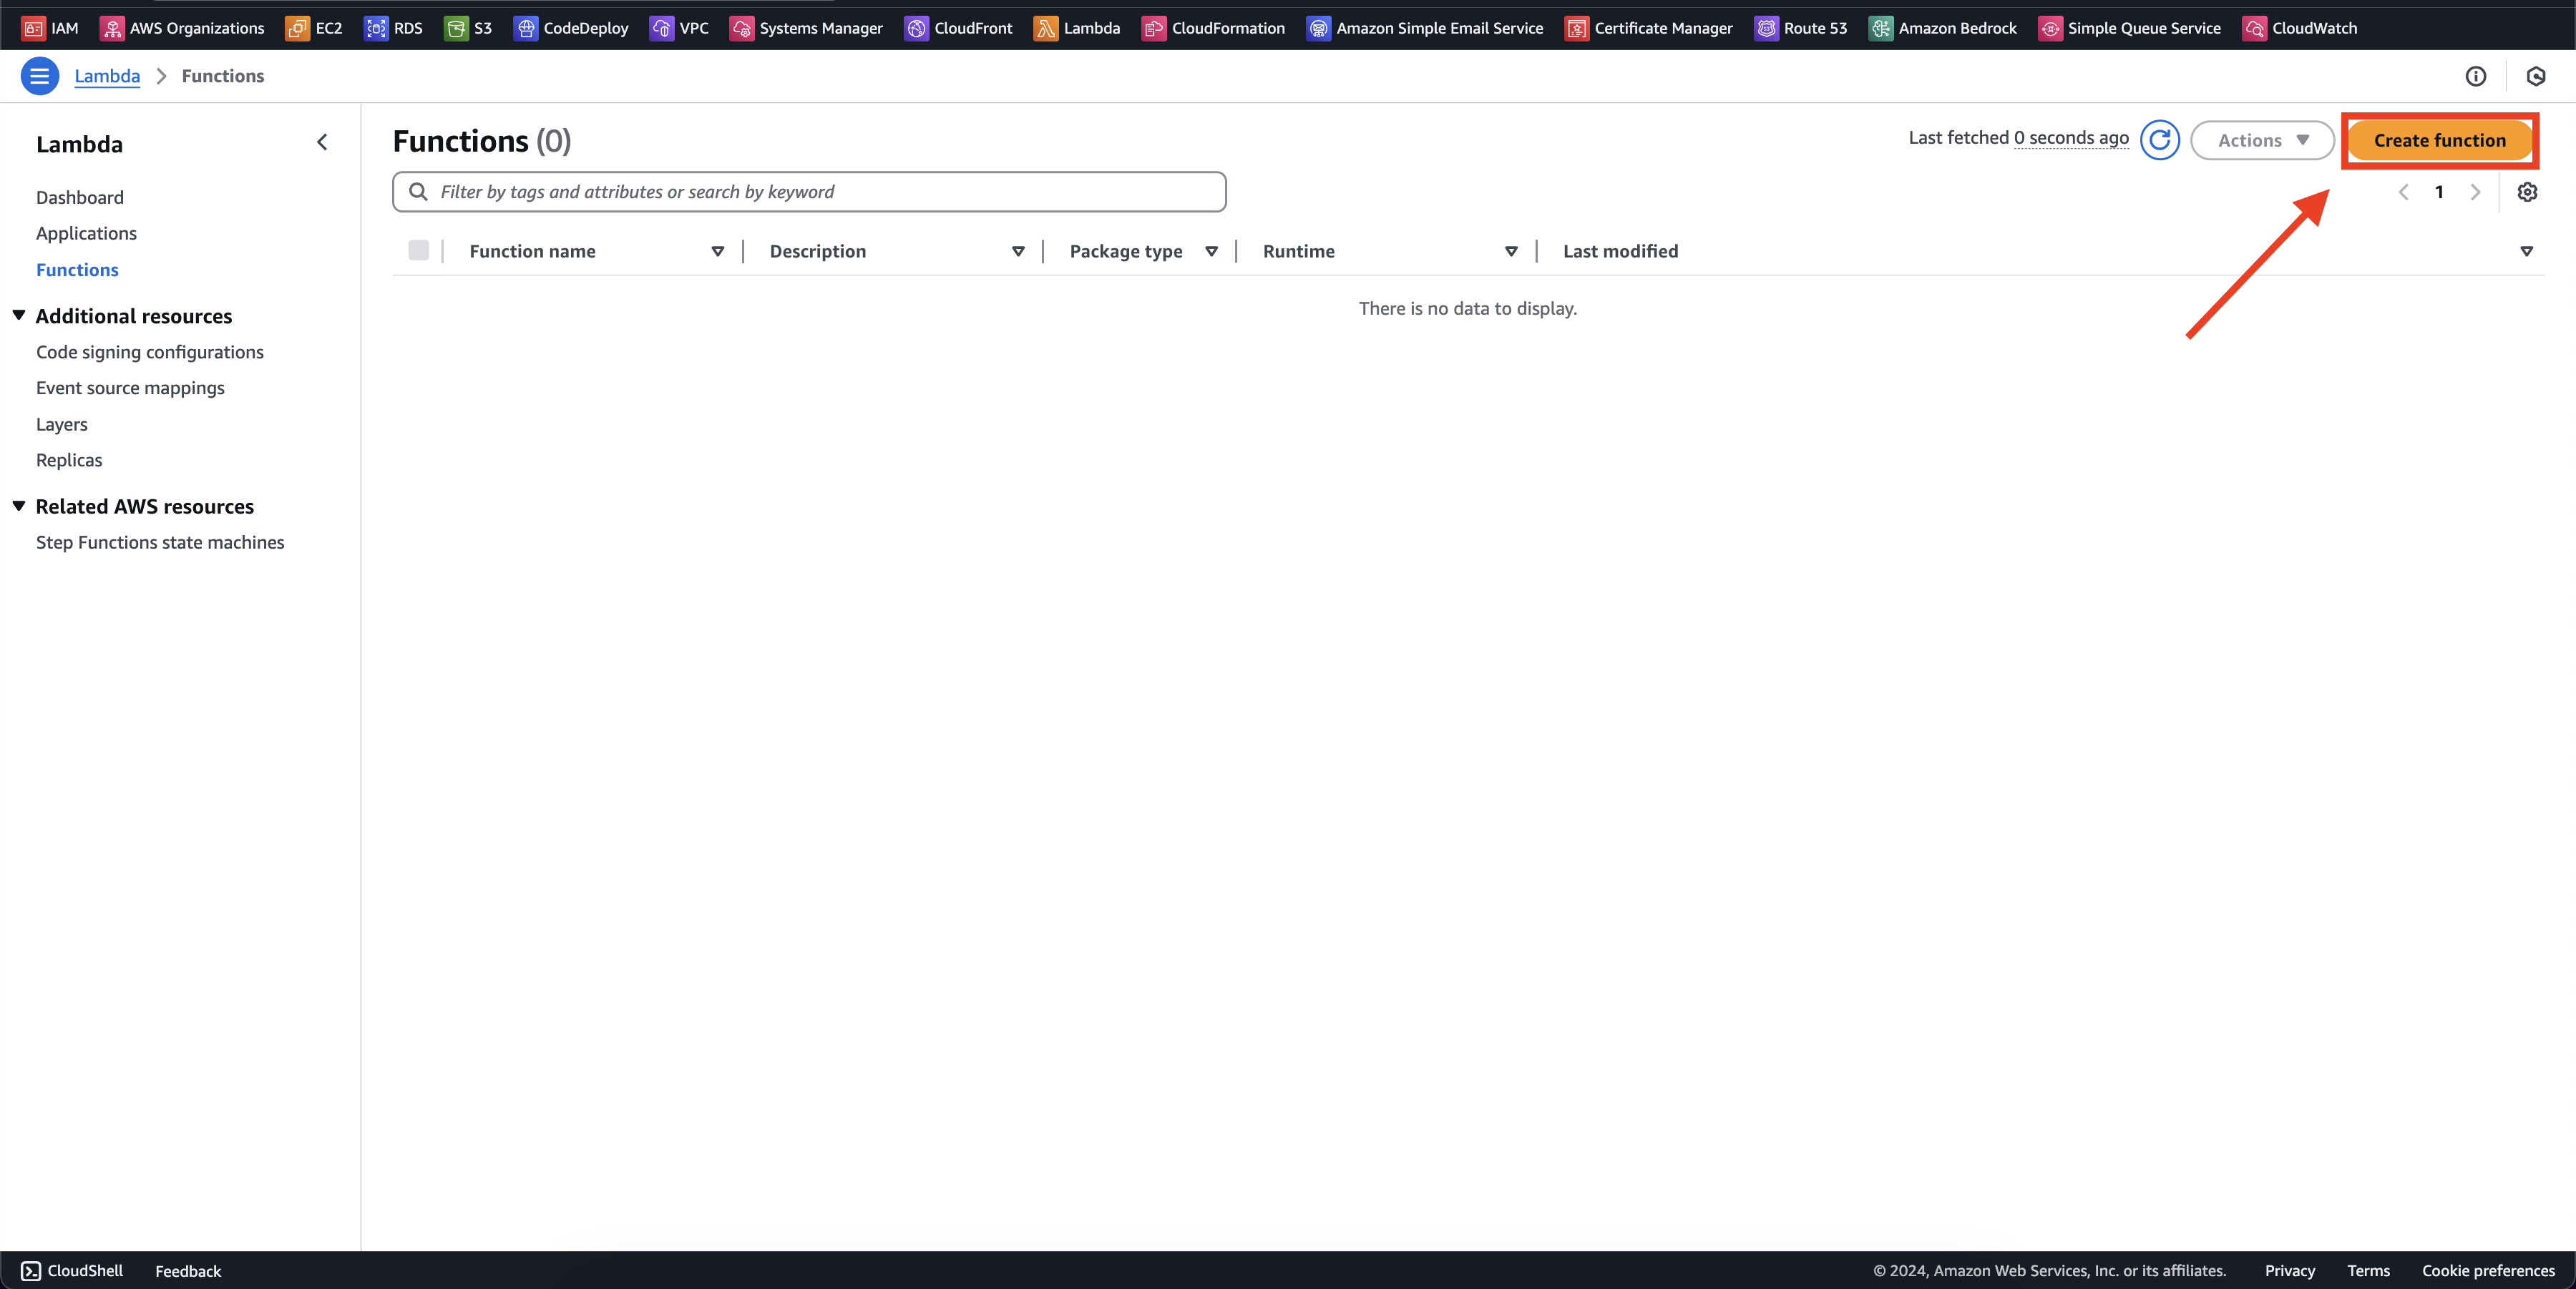 IAM AWS Organizations EC2 RDS S3 CodeDeploy VPC Systems Manager CloudFront Lambda CloudFormation Amazon Simple Email Service Certificate Manager Route 53 Amazon Bedrock Simple Queue Service CloudWatch
Lambda > Functions
Lambda
Dashboard
Applications
Functions
Additional resources
Code signing configurations
Event source mappings
Layers
Replicas
Related AWS resources
Step Functions state machines
Functions (0)
Last fetched 0 seconds ago Actions Create function
Filter by tags and attributes or search by keyword
1
Function name Description Package type Runtime Last modified
There is no data to display.
CloudShell Feedback © 2024, Amazon Web Services, Inc. or its affiliates. Privacy Terms Cookie preferences